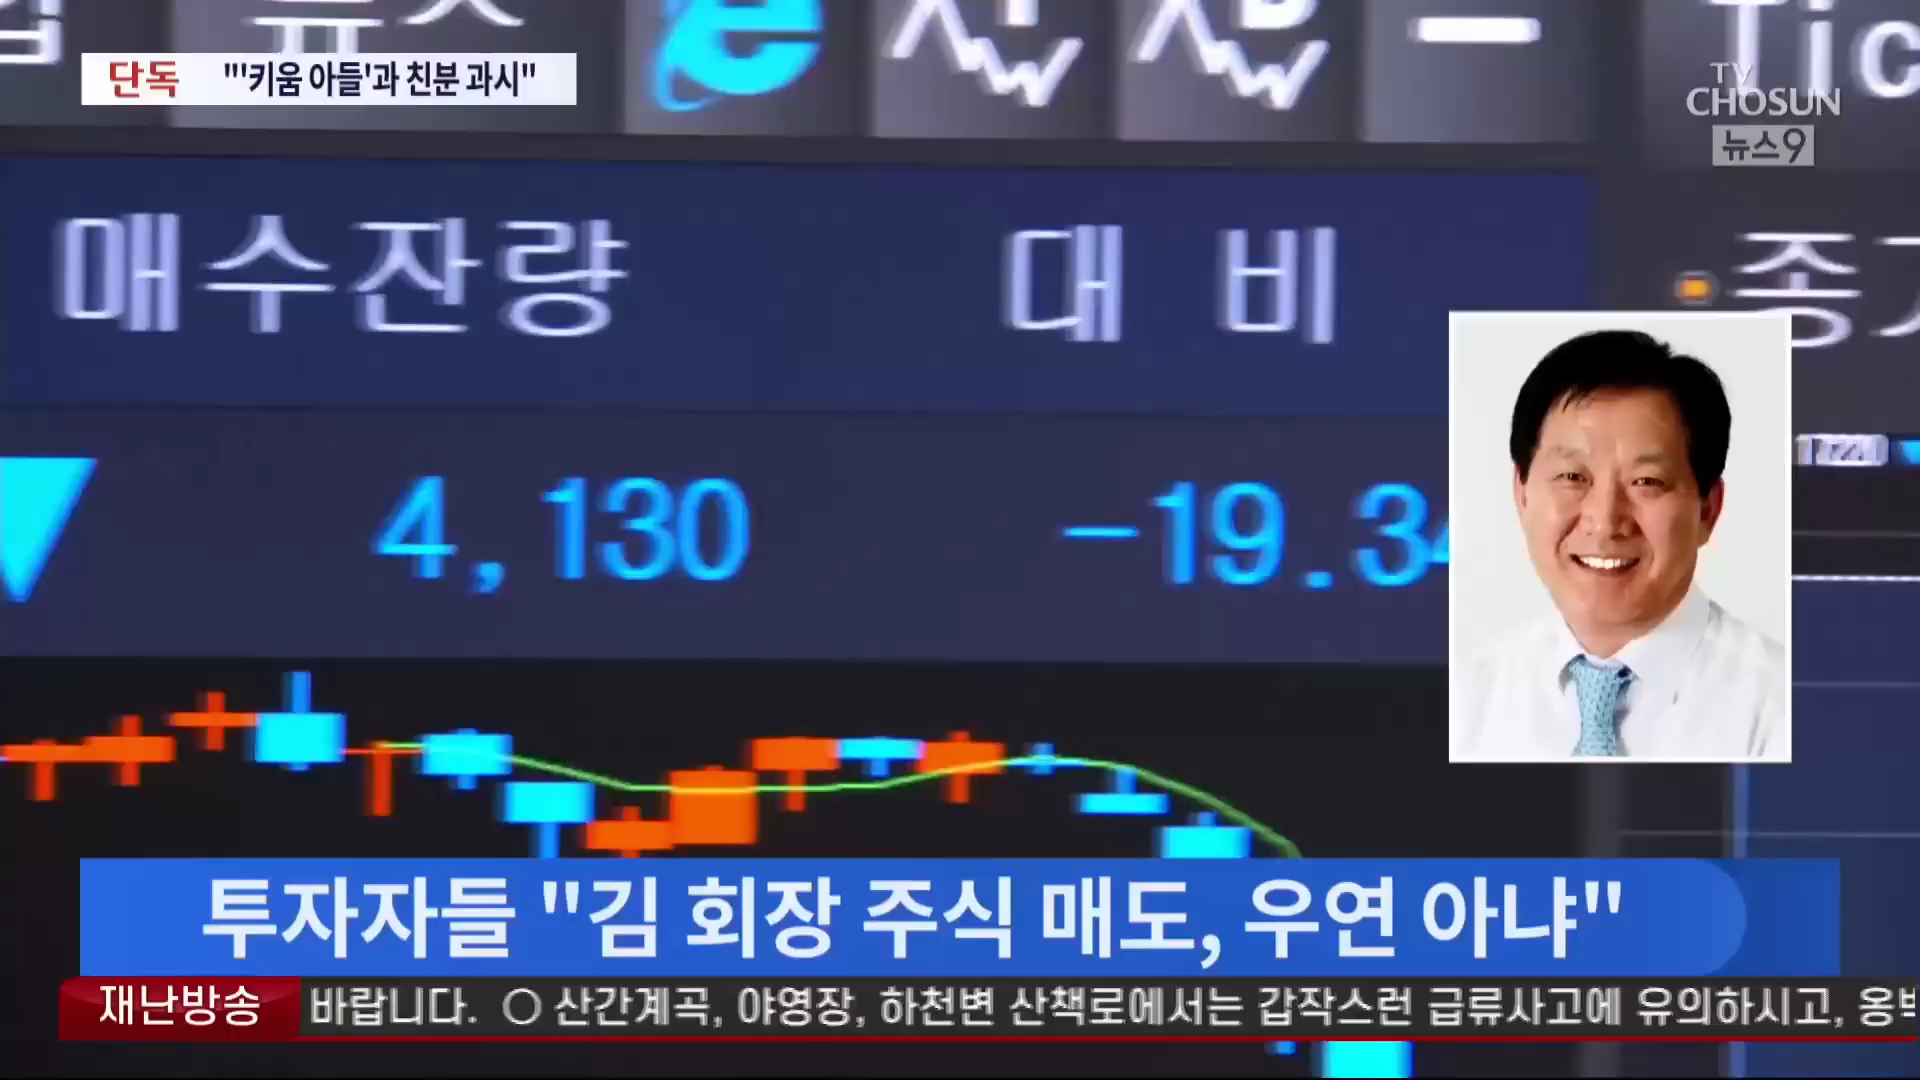 뉴스
단독 "'키움 아들'과 친분 과시"
Tic
TV
CHOSUN
뉴스9
매수잔량 대비
4,130 -19.34
투자자들 "김 회장 주식 매도, 우연 아냐"
재난방송 바랍니다. ○ 산간계곡, 야영장, 하천변 산책로에서는 갑작스런 급류사고에 유의하시고,